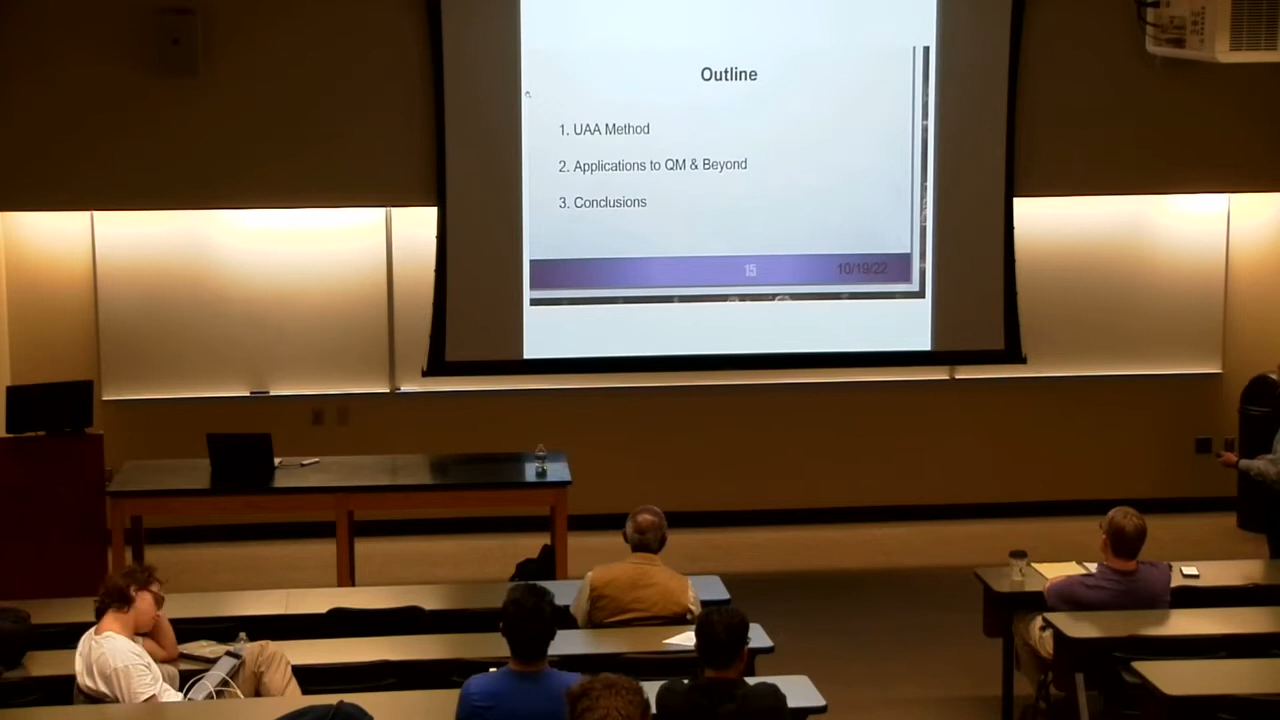 Outline
1. UAA Method
2. Applications to QM & Beyond
3. Conclusions
15
10/19/22